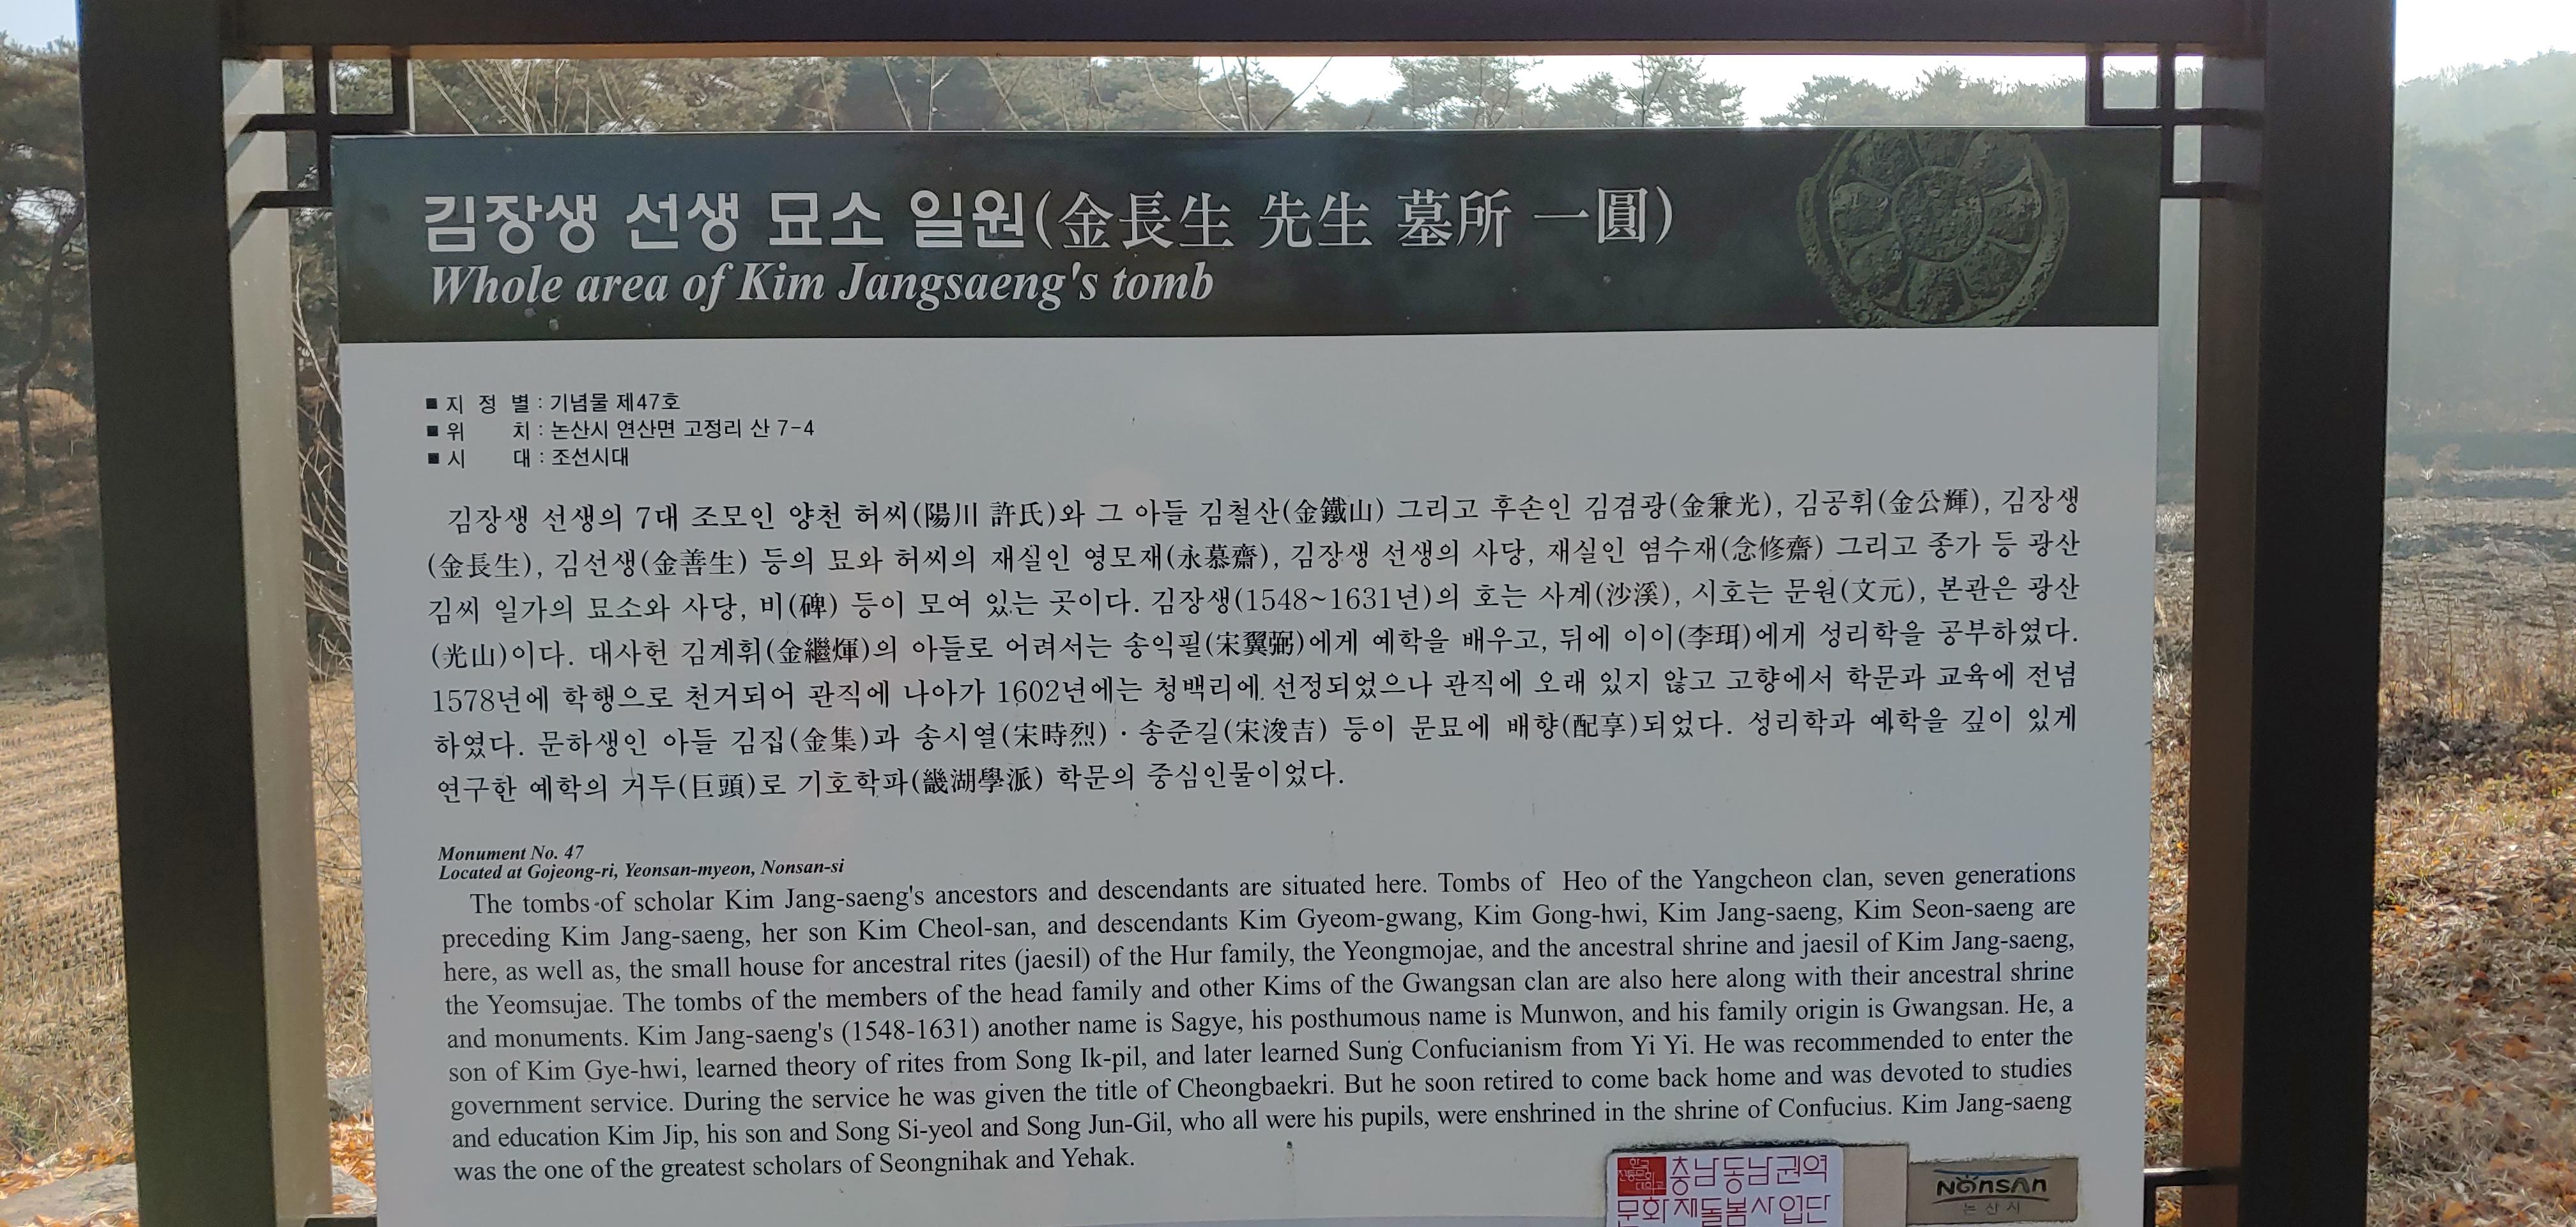 김장생 선생 묘소 일원(金長生 先生 墓所 一圓)
Whole area of Kim Jangsaeng's tomb
■ 지 정 별 : 기념물 제47호
■ 위 치 : 논산시 연산면 고정리 산 7-4
■ 시 대 : 조선시대
김장생 선생의 7대 조모인 양천 허씨(陽川 許氏)와 그 아들 김철산(金鐵山) 그리고 후손인 김겸광(金兼光), 김공휘(金公輝), 김장생
(金長生), 김선생(金善生) 등의 묘와 허씨의 재실인 영모재(永慕齋), 김장생 선생의 사당, 재실인 염수재(念修齋) 그리고 종가 등 광산
김씨 일가의 묘소와 사당, 비(碑) 등이 모여 있는 곳이다. 김장생(1548~1631년)의 호는 사계(沙溪), 시호는 문원(文元), 본관은 광산
(光山)이다. 대사헌 김계휘(金繼煇)의 아들로 어려서는 송익필(宋翼弼)에게 예학을 배우고, 뒤에 이이(李珥)에게 성리학을 공부하였다.
1578년에 학행으로 천거되어 관직에 나아가 1602년에는 청백리에 선정되었으나 관직에 오래 있지 않고 고향에서 학문과 교육에 전념
하였다. 문하생인 아들 김집(金集)과 송시열(宋時烈)·송준길(宋浚吉) 등이 문묘에 배향(配享)되었다. 성리학과 예학을 깊이 있게
연구한 예학의 거두(巨頭)로 기호학파(畿湖學派) 학문의 중심인물이었다.
Monument No. 47
Located at Gojeong-ri, Yeonsan-myeon, Nonsan-si
The tombs of scholar Kim Jang-saeng's ancestors and descendants are situated here. Tombs of Heo of the Yangcheon clan, seven generations
preceding Kim Jang-saeng, her son Kim Cheol-san, and descendants Kim Gyeom-gwang, Kim Gong-hwi, Kim Jang-saeng, Kim Seon-saeng are
here, as well as, the small house for ancestral rites (jaesil) of the Hur family, the Yeongmojae, and the ancestral shrine and jaesil of Kim Jang-saeng,
the Yeomsujae. The tombs of the members of the head family and other Kims of the Gwangsan clan are also here along with their ancestral shrine
and monuments. Kim Jang-saeng's (1548-1631) another name is Sagye, his posthumous name is Munwon, and his family origin is Gwangsan. He, a
son of Kim Gye-hwi, learned theory of rites from Song Ik-pil, and later learned Sung Confucianism from Yi Yi. He was recommended to enter the
government service. During the service he was given the title of Cheongbaekri. But he soon retired to come back home and was devoted to studies
and education Kim Jip, his son and Song Si-yeol and Song Jun-Gil, who all were his pupils, were enshrined in the shrine of Confucius. Kim Jang-saeng
was the one of the greatest scholars of Seongnihak and Yehak.
한국
전통문화
대학교
충남동남권역
문화재돌봄사업단
Nonsan
논산시